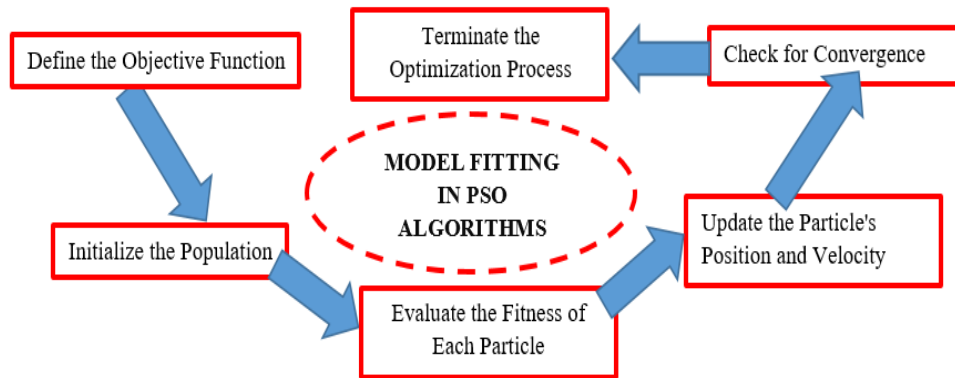 Define the Objective Function
Terminate the
Optimization Process
Check for Convergence
MODEL FITTING
IN PSO
ALGORITHMS
Initialize the Population
Update the Particle's
Position and Velocity
Evaluate the Fitness of
Each Particle